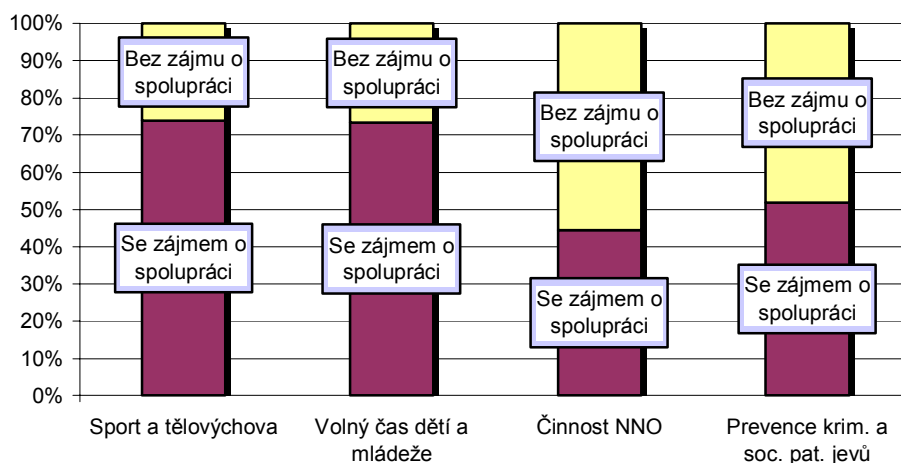 100%
90%
80%
70%
60%
50%
40%
30%
20%
10%
0%
Bez zájmu o
spolupráci
Se zájmem o
spolupráci
Bez zájmu o
spolupráci
Se zájmem o
spolupráci
Bez zájmu o
spolupráci
Se zájmem o
spolupráci
Bez zájmu o
spolupráci
Se zájmem o
spolupráci
Sport a tělovýchova
Volný čas dětí a
mládeže
Činnost NNO
Prevence krim. a
soc. pat. jevů